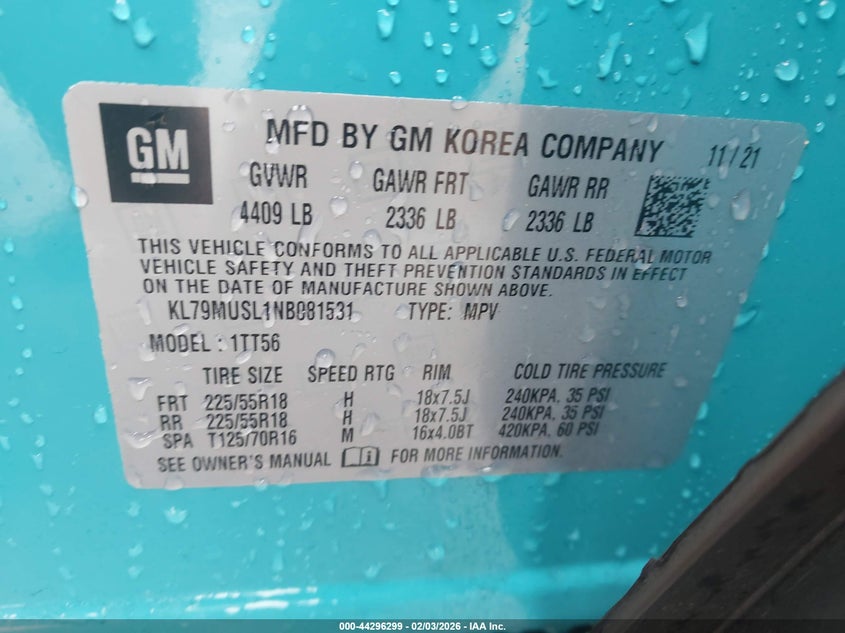 GM
MFD BY GM KOREA COMPANY 11/21
GVWR GAWR FRT GAWR RR
4409 LB 2336 LB 2336 LB
THIS VEHICLE CONFORMS TO ALL APPLICABLE U.S. FEDERAL MOTOR
VEHICLE SAFETY AND THEFT PREVENTION STANDARDS IN EFFECT
ON THE DATE OF MANUFACTURE SHOWN ABOVE.
KL79MUSL1NB081531 TYPE: MPV
MODEL : 1TT56
TIRE SIZE SPEED RTG RIM COLD TIRE PRESSURE
FRT 225/55R18 H 18x7.5J 240KPA. 35 PSI
RR 225/55R18 H 18x7.5J 240KPA. 35 PSI
SPA T125/70R16 M 16x4.0BT 420KPA. 60 PSI
SEE OWNER'S MANUAL i FOR MORE INFORMATION.
000-44296299 | 02/03/2026 - IAA Inc.